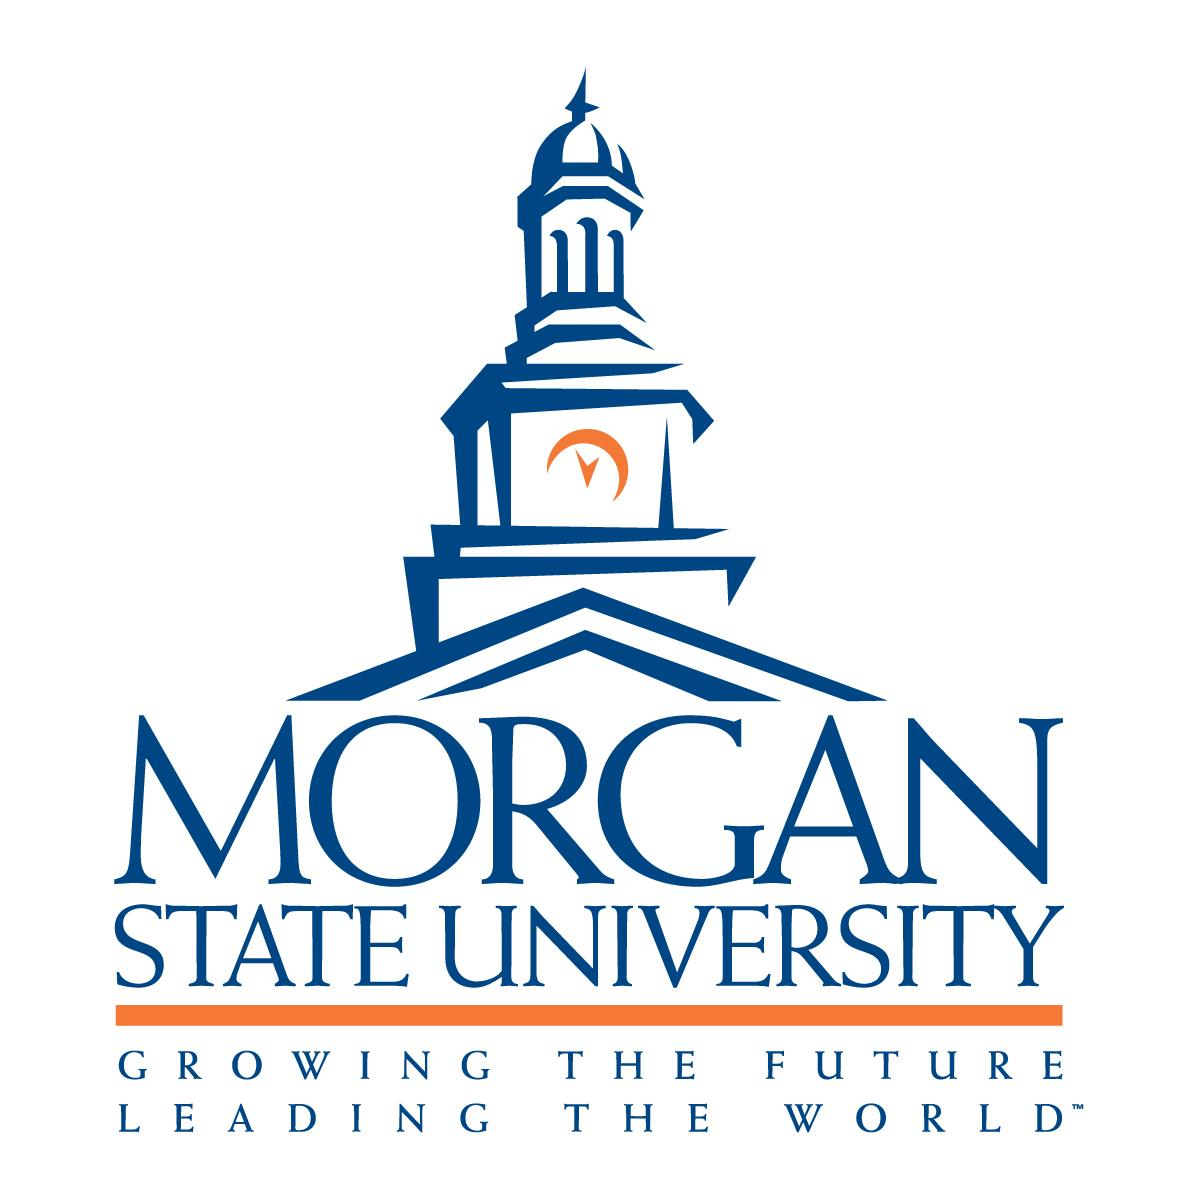 MORGAN
STATE UNIVERSITY
GROWING THE FUTURE
LEADING THE WORLD™